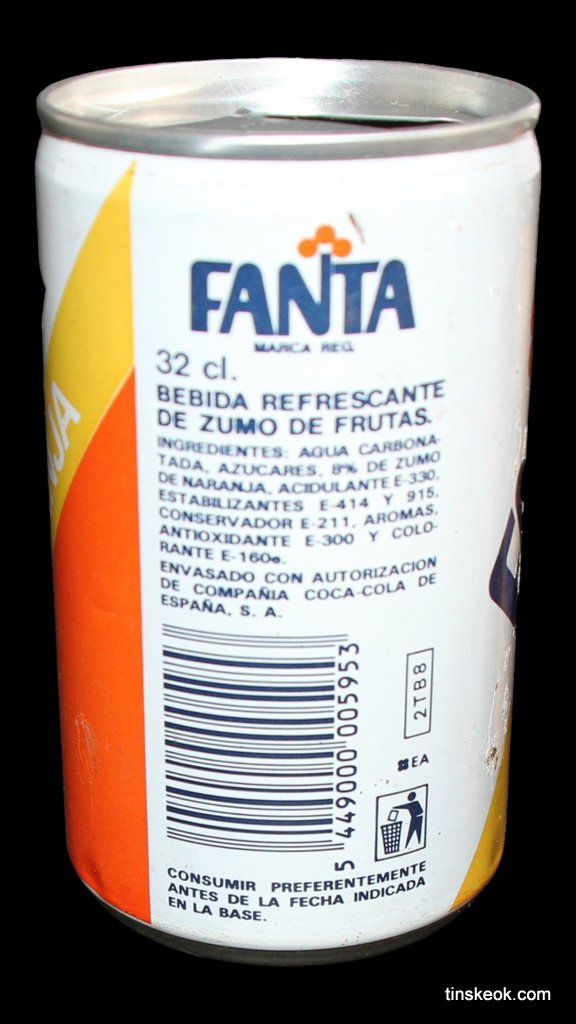 FANTA
MARCA REG.
32 cl.
BEBIDA REFRESCANTE
DE ZUMO DE FRUTAS.
INGREDIENTES: AGUA CARBONA-
TADA, AZUCARES, 8% DE ZUMO
DE NARANJA, ACIDULANTE E-330,
ESTABILIZANTES E-414 Y 915,
CONSERVADOR E-211, AROMAS,
ANTIOXIDANTE E-300 Y COLO-
RANTE E-160e.
ENVASADO CON AUTORIZACION
DE COMPAÑIA COCA-COLA DE
ESPAÑA, S. A.
5 449000 005953
2TB8
EA
CONSUMIR PREFERENTEMENTE
ANTES DE LA FECHA INDICADA
EN LA BASE.
tinskeok.com